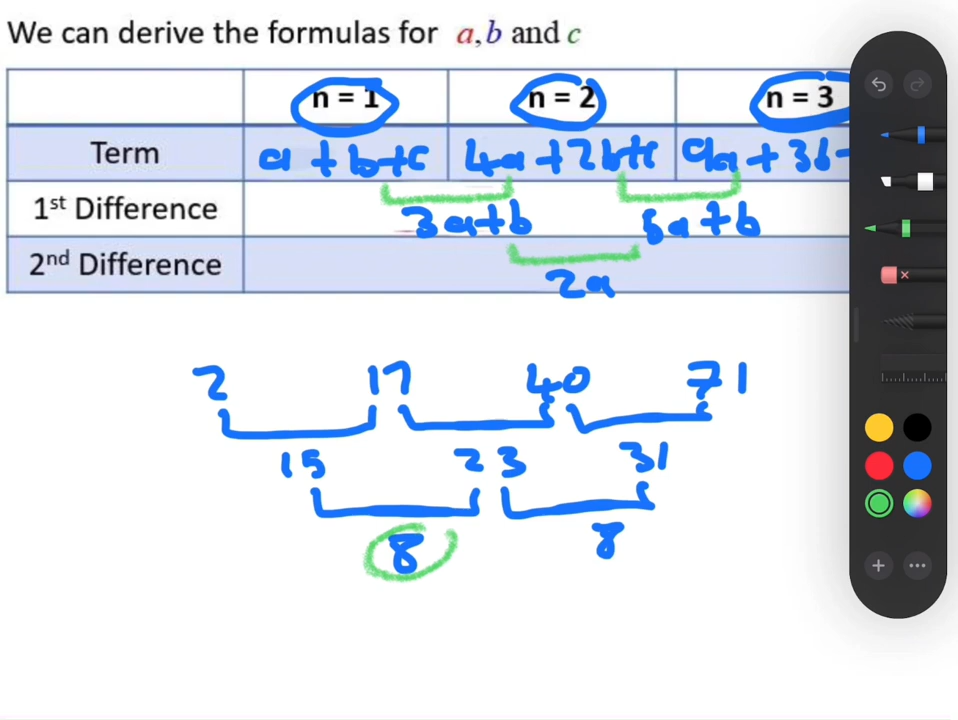 We can derive the formulas for a, b and c
n = 1 n = 2 n = 3
Term a + b + c 4a + 2b + c 9a + 3b -
1st Difference 3a + b 5a + b
2nd Difference 2a
2 17 40 71
15 23 31
8 8